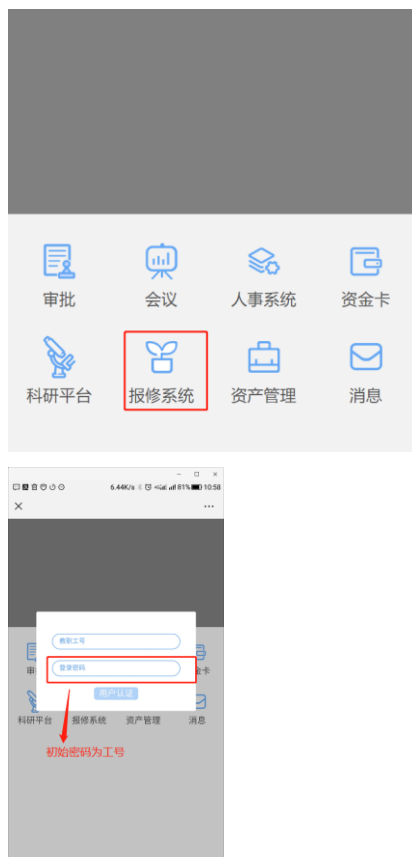 审批 会议 人事系统 资金卡
科研平台 报修系统 资产管理 消息
6.44K/s 81% 10:58
教职工号
登录密码
用户认证
科研平台 报修系统 资产管理 消息
初始密码为工号